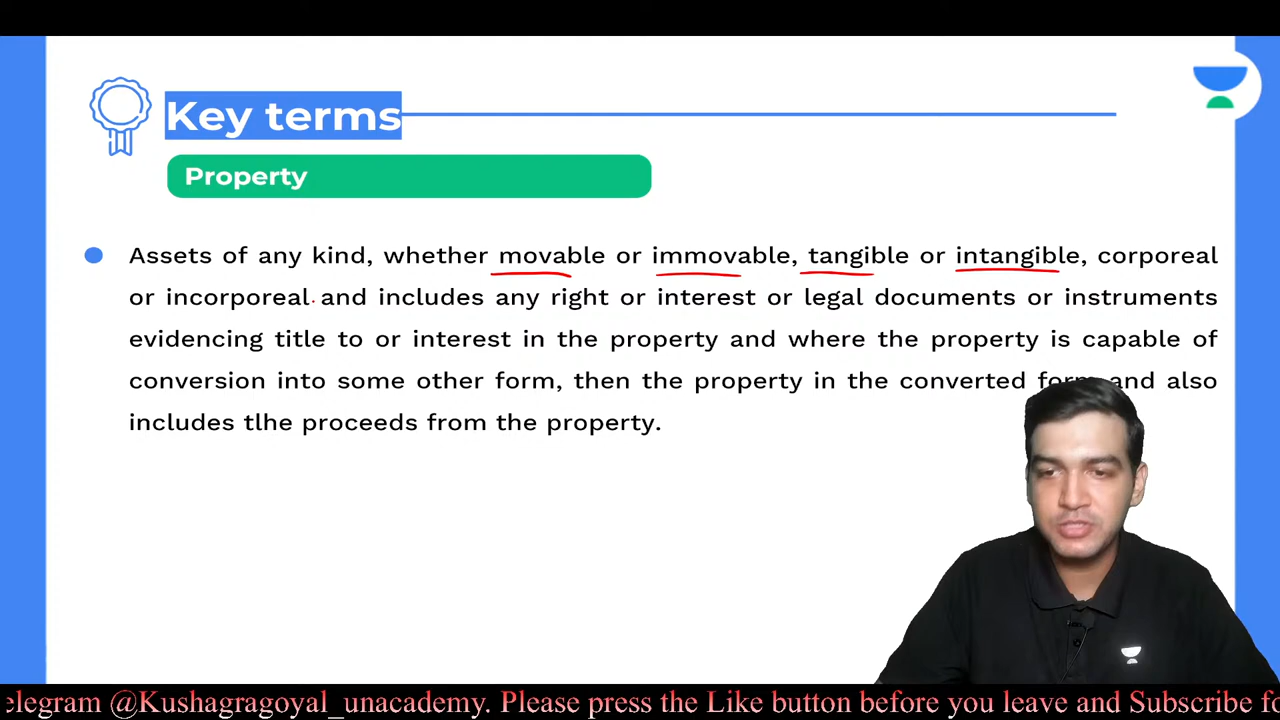 Key terms
Property
Assets of any kind, whether movable or immovable, tangible or intangible, corporeal
or incorporeal and includes any right or interest or legal documents or instruments
evidencing title to or interest in the property and where the property is capable of
conversion into some other form, then the property in the converted form and also
includes tlhe proceeds from the property.
elegram @Kushagragoyal_unacademy. Please press the Like button before you leave and Subscribe fo